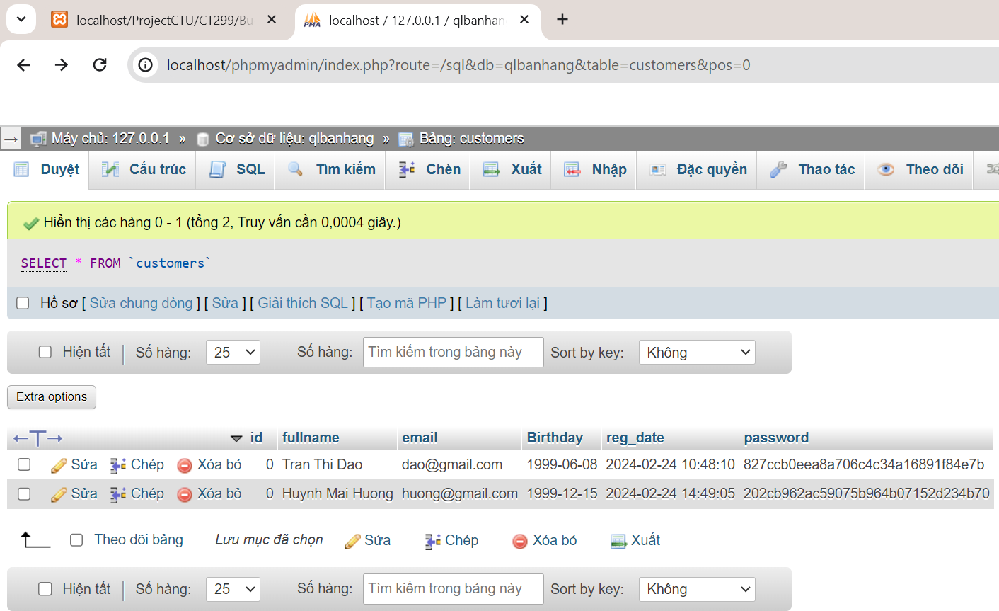 localhost/ProjectCTU/CT299/Bu
localhost / 127.0.0.1 / qlbanhan
localhost/phpmyadmin/index.php?route=/sql&db=qlbanhang&table=customers&pos=0
Máy chủ: 127.0.0.1 » Cơ sở dữ liệu: qlbanhang » Bảng: customers
Duyệt Cấu trúc SQL Tìm kiếm Chèn Xuất Nhập Đặc quyền Thao tác Theo dõi
Hiển thị các hàng 0 - 1 (tổng 2, Truy vấn cần 0,0004 giây.)
SELECT * FROM `customers`
Hồ sơ [ Sửa chung dòng ] [ Sửa ] [ Giải thích SQL ] [ Tạo mã PHP ] [ Làm tươi lại ]
Hiện tất | Số hàng: 25 Số hàng: Tìm kiếm trong bảng này Sort by key: Không
Extra options
←T→ id fullname email Birthday reg_date password
Sửa Chép Xóa bỏ 0 Tran Thi Dao dao@gmail.com 1999-06-08 2024-02-24 10:48:10 827ccb0eea8a706c4c34a16891f84e7b
Sửa Chép Xóa bỏ 0 Huynh Mai Huong huong@gmail.com 1999-12-15 2024-02-24 14:49:05 202cb962ac59075b964b07152d234b70
Theo dõi bảng Lưu mục đã chọn Sửa Chép Xóa bỏ Xuất
Hiện tất | Số hàng: 25 Số hàng: Tìm kiếm trong bảng này Sort by key: Không